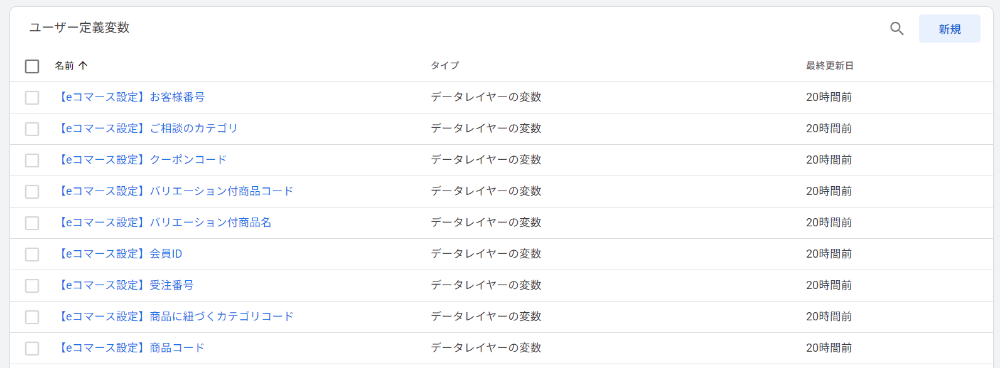 ユーザー定義変数
新規
名前 タイプ 最終更新日
【eコマース設定】お客様番号 データレイヤーの変数 20時間前
【eコマース設定】ご相談のカテゴリ データレイヤーの変数 20時間前
【eコマース設定】クーポンコード データレイヤーの変数 20時間前
【eコマース設定】バリエーション付商品コード データレイヤーの変数 20時間前
【eコマース設定】バリエーション付商品名 データレイヤーの変数 20時間前
【eコマース設定】会員ID データレイヤーの変数 20時間前
【eコマース設定】受注番号 データレイヤーの変数 20時間前
【eコマース設定】商品に紐づくカテゴリコード データレイヤーの変数 20時間前
【eコマース設定】商品コード データレイヤーの変数 20時間前